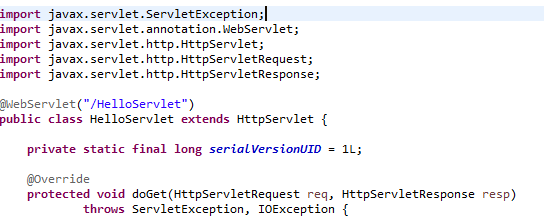 import javax.servlet.ServletException;
import javax.servlet.annotation.WebServlet;
import javax.servlet.http.HttpServlet;
import javax.servlet.http.HttpServletRequest;
import javax.servlet.http.HttpServletResponse;
@WebServlet("/HelloServlet")
public class HelloServlet extends HttpServlet {
private static final long serialVersionUID = 1L;
@Override
protected void doGet(HttpServletRequest req, HttpServletResponse resp)
throws ServletException, IOException {